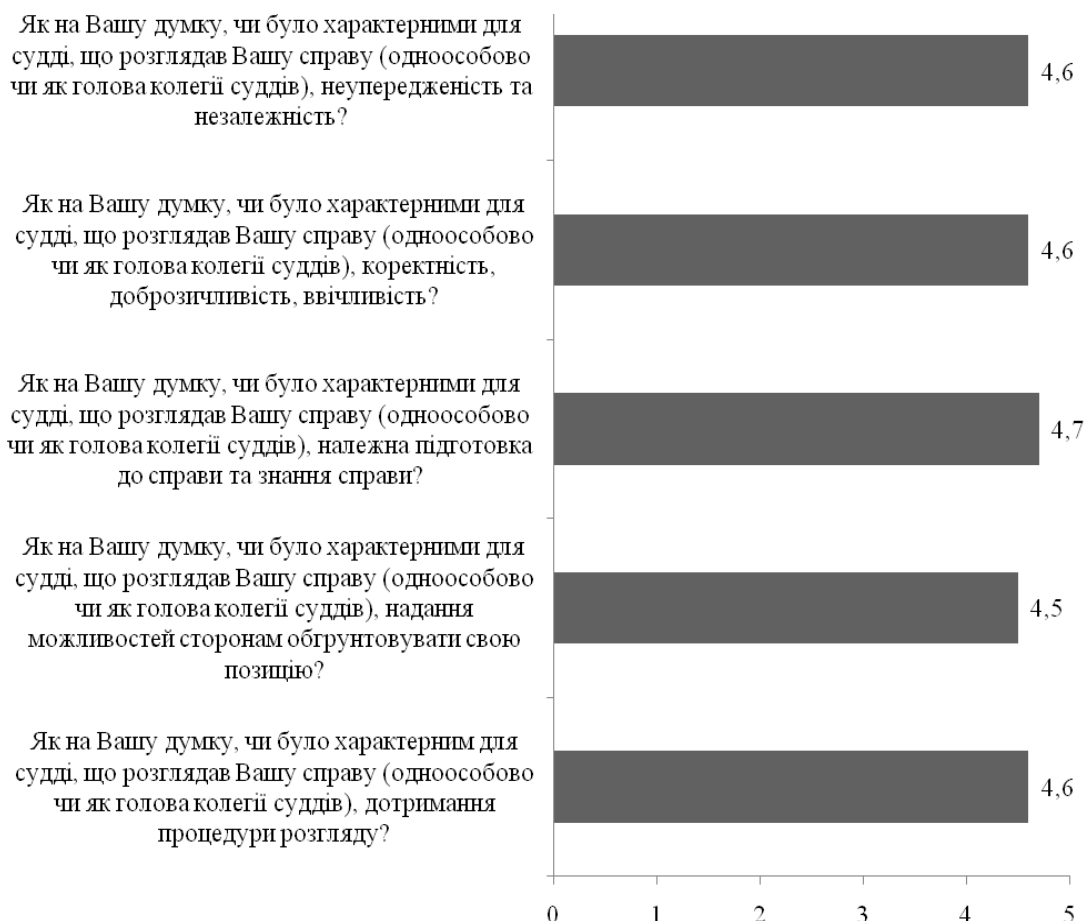 Як на Вашу думку, чи було характерними для
судді, що розглядав Вашу справу (одноособово
чи як голова колегії суддів), неупередженість та
незалежність?
4,6
Як на Вашу думку, чи було характерними для
судді, що розглядав Вашу справу (одноособово
чи як голова колегії суддів), коректність,
доброзичливість, ввічливість?
4,6
Як на Вашу думку, чи було характерними для
судді, що розглядав Вашу справу (одноособово
чи як голова колегії суддів), належна підготовка
до справи та знання справи?
4,7
Як на Вашу думку, чи було характерними для
судді, що розглядав Вашу справу (одноособово
чи як голова колегії суддів), надання
можливостей сторонам обгрунтовувати свою
позицію?
4,5
Як на Вашу думку, чи було характерним для
судді, що розглядав Вашу справу (одноособово
чи як голова колегії суддів), дотримання
процедури розгляду?
4,6
0 1 2 3 4 5